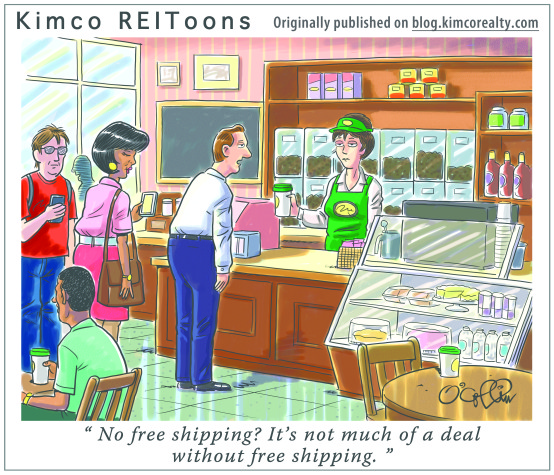 Kimco REIToons Originally published on blog.kimcorealty.com
“ No free shipping? It’s not much of a deal
without free shipping. ”